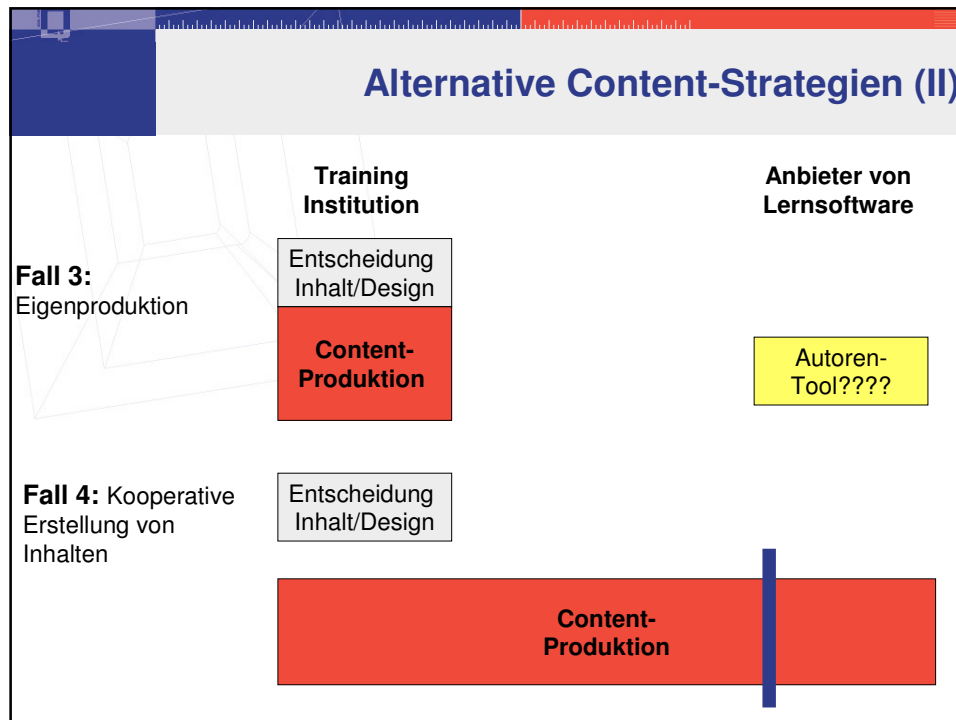 Alternative Content-Strategien (II)
Training
Institution
Anbieter von
Lernsoftware
Fall 3:
Eigenproduktion
Entscheidung
Inhalt/Design
Content-
Produktion
Autoren-
Tool????
Fall 4: Kooperative
Erstellung von
Inhalten
Entscheidung
Inhalt/Design
Content-
Produktion